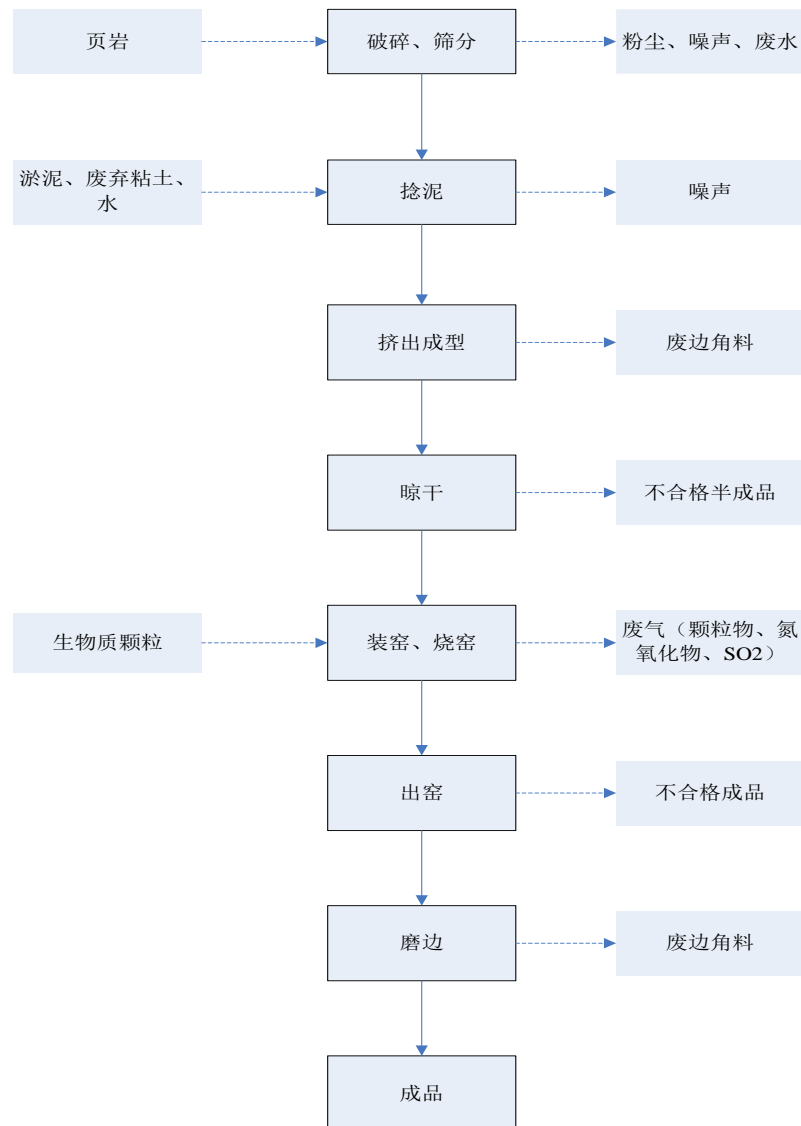 页岩
破碎、筛分
粉尘、噪声、废水
淤泥、废弃粘土、
水
捻泥
噪声
挤出成型
废边角料
晾干
不合格半成品
生物质颗粒
装窑、烧窑
废气（颗粒物、氮
氧化物、SO2）
出窑
不合格成品
磨边
废边角料
成品